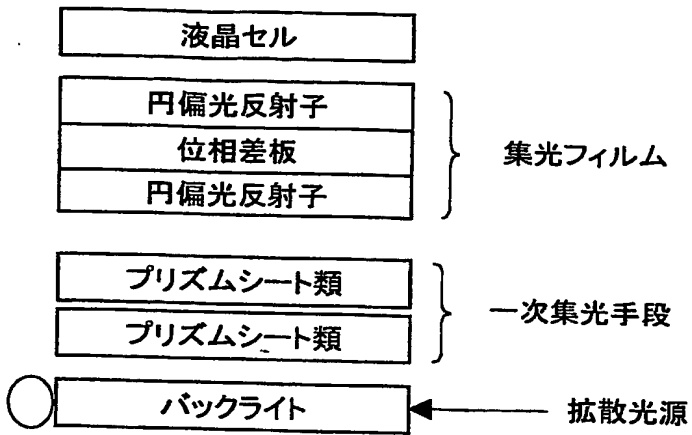 液晶セル
円偏光反射子
位相差板
円偏光反射子
集光フィルム
プリズムシート類
プリズムシート類
一次集光手段
バックライト
拡散光源